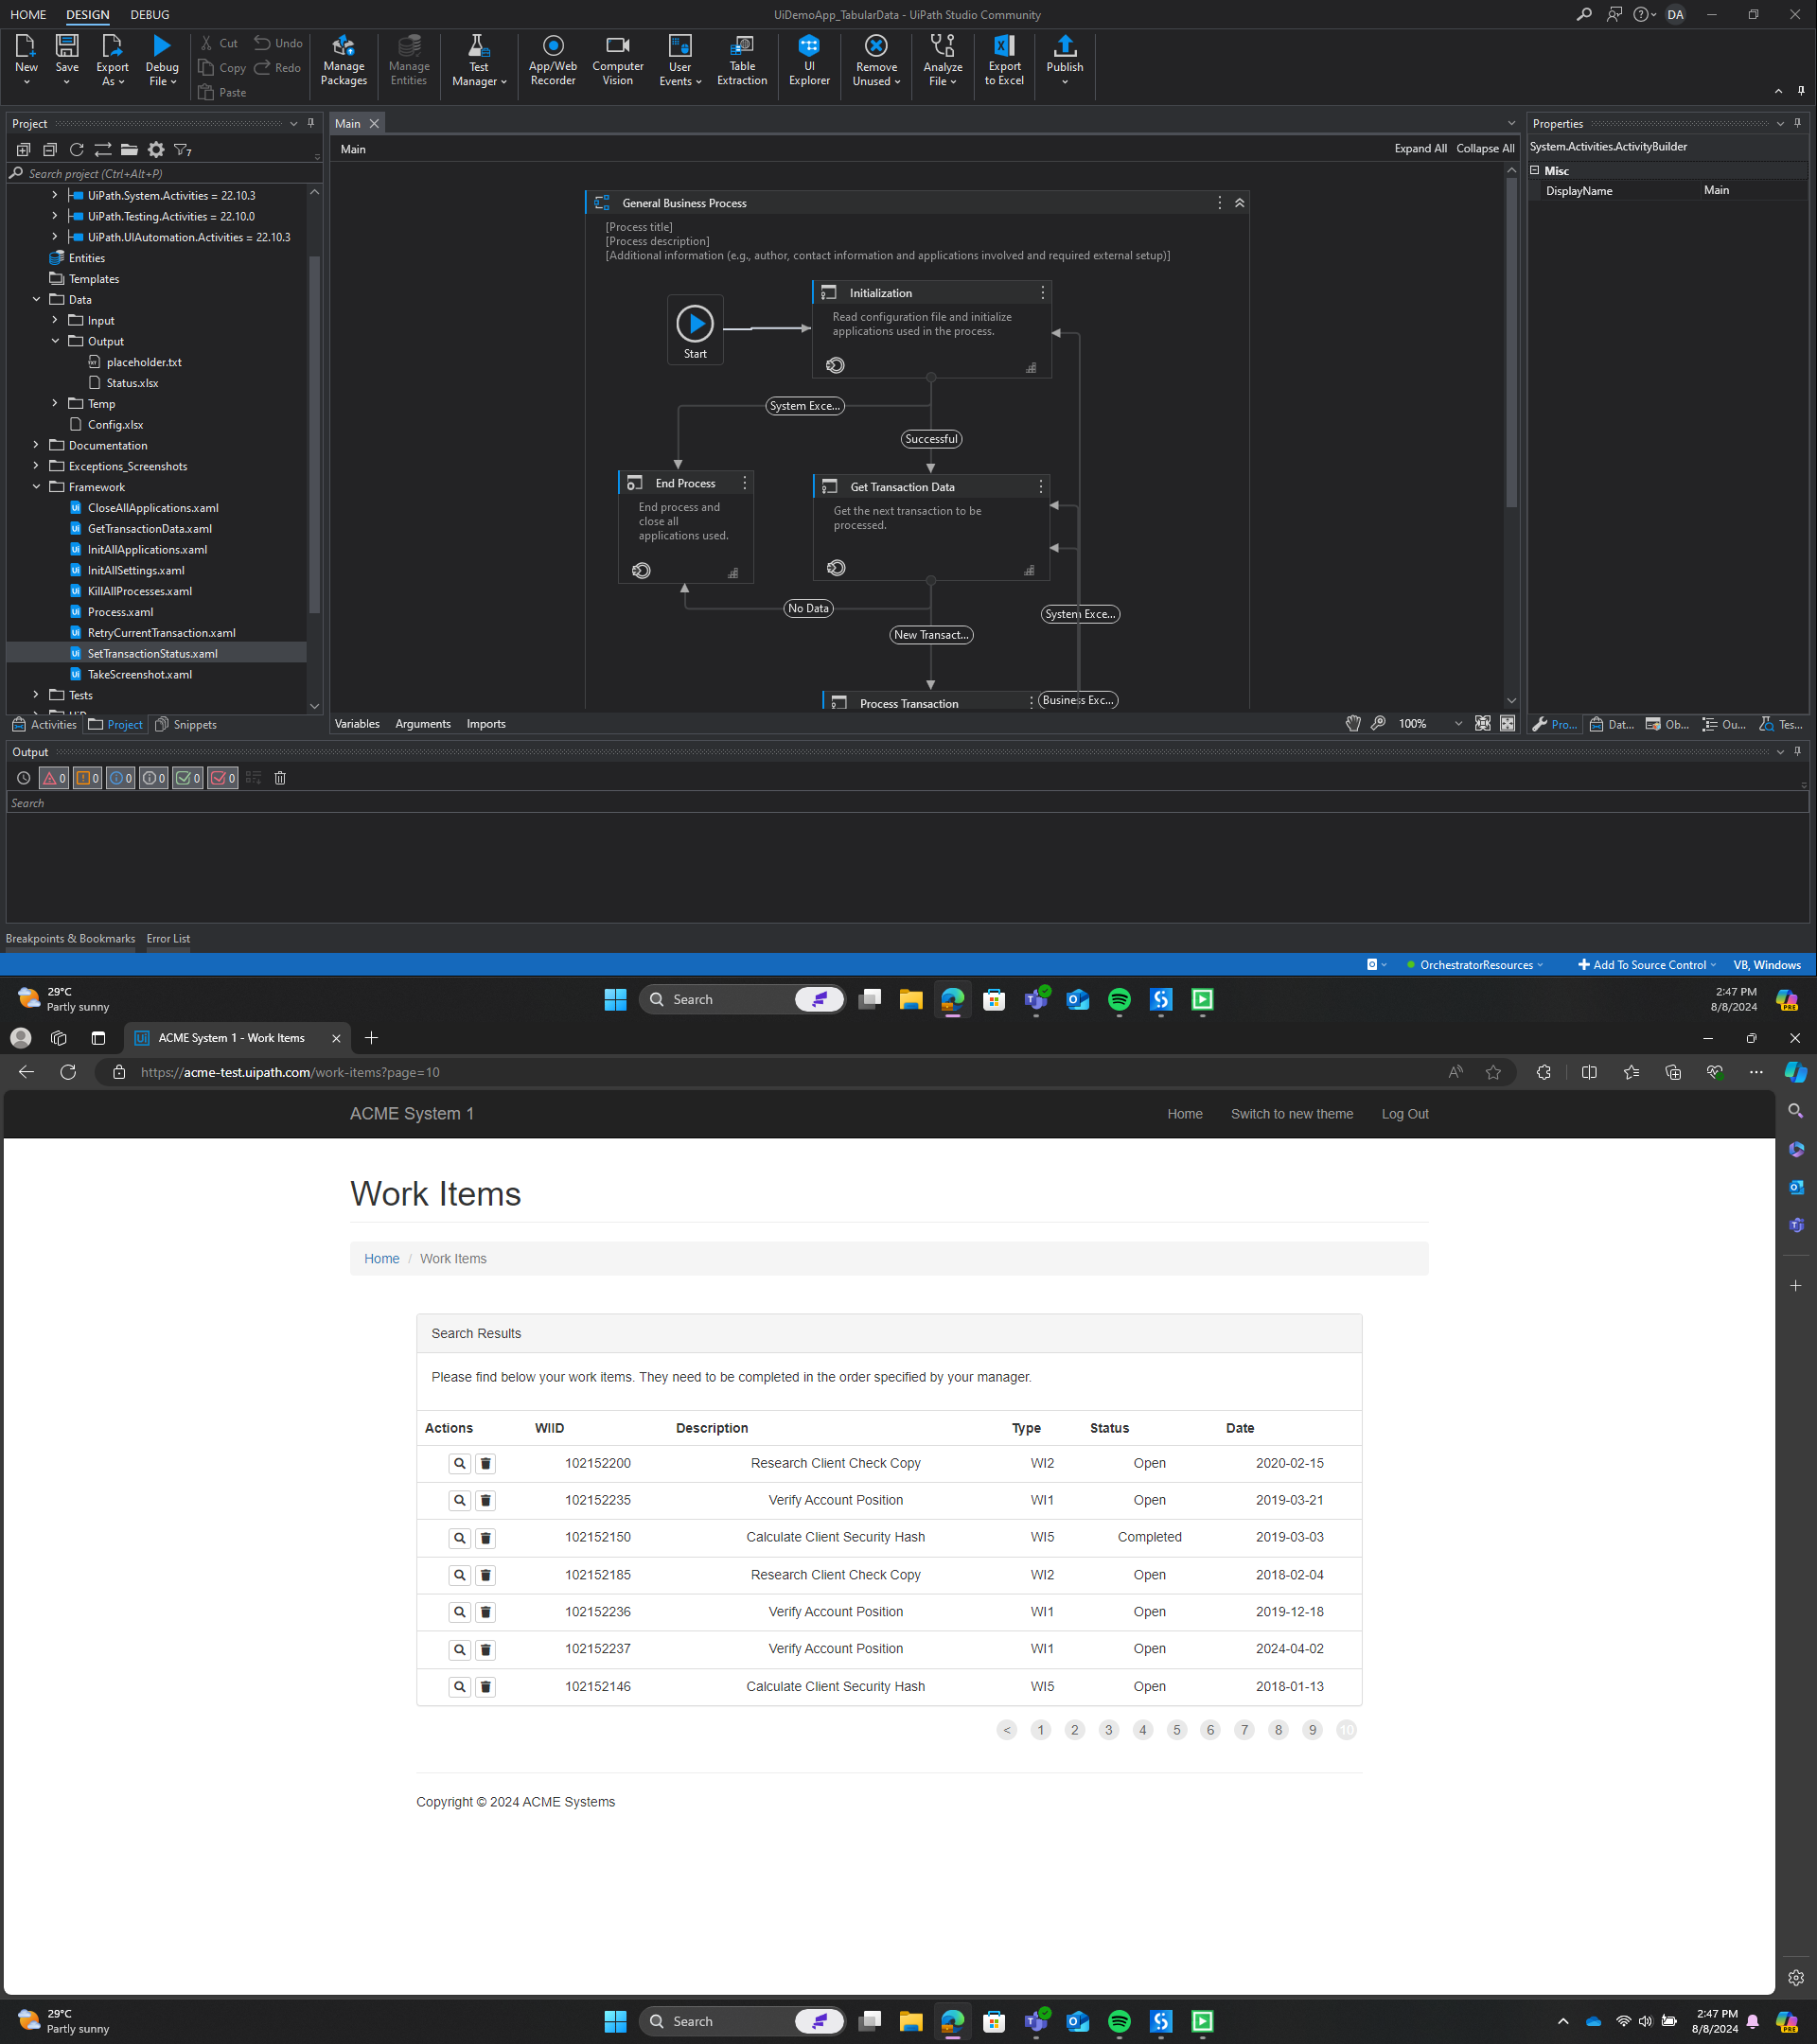 HOME DESIGN DEBUG UiDemoApp_TabularData - UiPath Studio Community DA
New Save Export As Debug File Cut Copy Paste Undo Redo Manage Packages Manage Entities Test Manager App/Web Recorder Computer Vision User Events Table Extraction UI Explorer Remove Unused Analyze File Export to Excel Publish
Project
Search project (Ctrl+Alt+P)
UiPath.System.Activities = 22.10.3
UiPath.Testing.Activities = 22.10.0
UiPath.UIAutomation.Activities = 22.10.3
Entities
Templates
Data
Input
Output
placeholder.txt
Status.xlsx
Temp
Config.xlsx
Documentation
Exceptions_Screenshots
Framework
CloseAllApplications.xaml
GetTransactionData.xaml
InitAllApplications.xaml
InitAllSettings.xaml
KillAllProcesses.xaml
Process.xaml
RetryCurrentTransaction.xaml
SetTransactionStatus.xaml
TakeScreenshot.xaml
Tests
Activities Project Snippets
Main
Main Expand All Collapse All
General Business Process
[Process title]
[Process description]
[Additional information (e.g., author, contact information and applications involved and required external setup)]
Start
Initialization
Read configuration file and initialize
applications used in the process.
System Exce...
Successful
End Process
End process and
close all
applications used.
Get Transaction Data
Get the next transaction to be
processed.
No Data
System Exce...
New Transact...
Process Transaction
Business Exc...
Variables Arguments Imports 100%
Properties
System.Activities.ActivityBuilder
Misc
DisplayName Main
Pro... Dat... Ob... Ou... Tes...
Output
0 0 0 0 0 0
Search
Breakpoints & Bookmarks Error List
OrchestratorResources Add To Source Control VB, Windows
29°C
Partly sunny
Search
2:47 PM
8/8/2024
PRE
ACME System 1 - Work Items
https://acme-test.uipath.com/work-items?page=10
ACME System 1 Home Switch to new theme Log Out
Work Items
Home / Work Items
Search Results
Please find below your work items. They need to be completed in the order specified by your manager.
Actions WIID Description Type Status Date
102152200 Research Client Check Copy WI2 Open 2020-02-15
102152235 Verify Account Position WI1 Open 2019-03-21
102152150 Calculate Client Security Hash WI5 Completed 2019-03-03
102152185 Research Client Check Copy WI2 Open 2018-02-04
102152236 Verify Account Position WI1 Open 2019-12-18
102152237 Verify Account Position WI1 Open 2024-04-02
102152146 Calculate Client Security Hash WI5 Open 2018-01-13
< 1 2 3 4 5 6 7 8 9 10
Copyright © 2024 ACME Systems
29°C
Partly sunny
Search
2:47 PM
8/8/2024
PRE